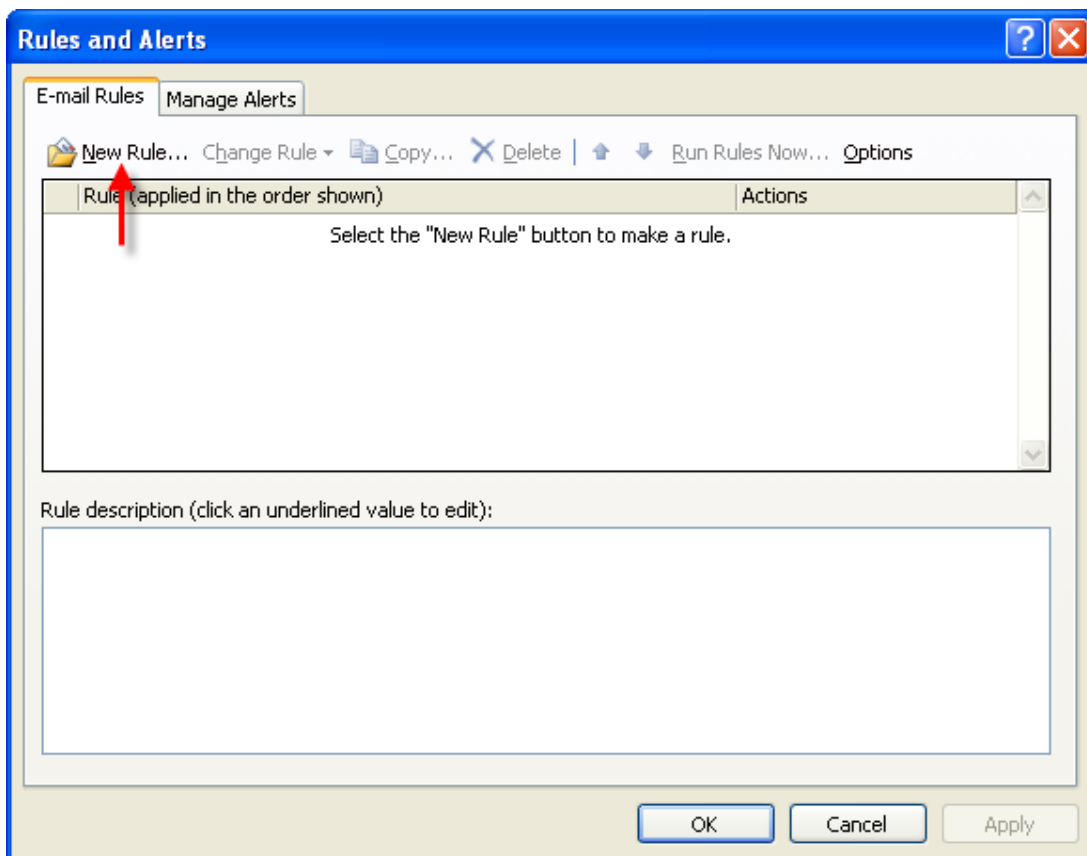 Rules and Alerts
E-mail Rules Manage Alerts
New Rule... Change Rule Copy... Delete Run Rules Now... Options
Rule (applied in the order shown) Actions
Select the "New Rule" button to make a rule.
Rule description (click an underlined value to edit):
OK Cancel Apply